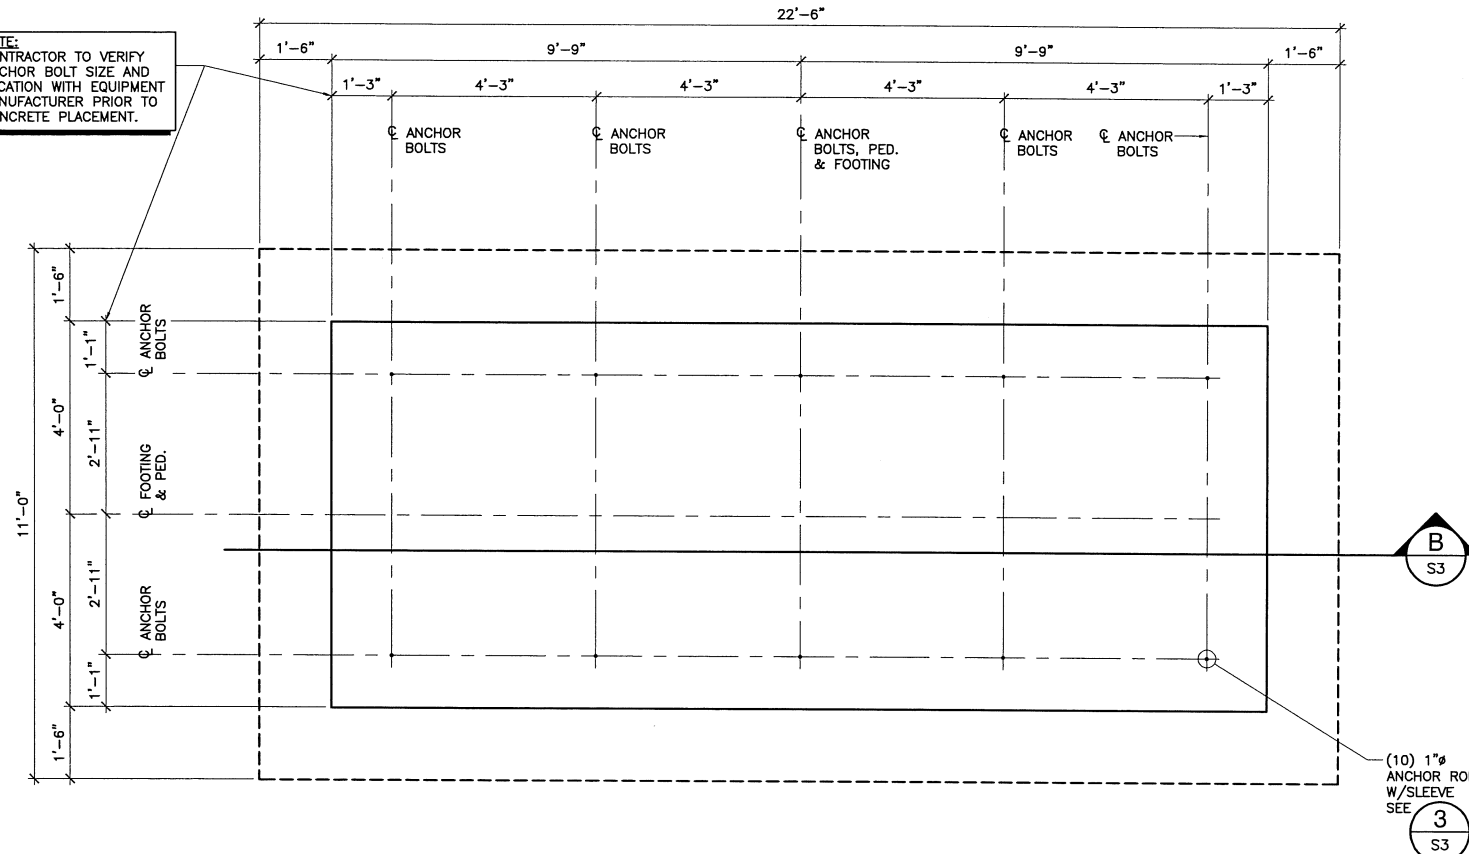 22'-6"
1'-6" 9'-9" 9'-9" 1'-6"
1'-3" 4'-3" 4'-3" 4'-3" 4'-3" 1'-3"
TE:
NTRACTOR TO VERIFY
CHOR BOLT SIZE AND
CATION WITH EQUIPMENT
NUFACTURER PRIOR TO
NCRETE PLACEMENT.
℄ ANCHOR
BOLTS
℄ ANCHOR
BOLTS
℄ ANCHOR
BOLTS, PED.
& FOOTING
℄ ANCHOR
BOLTS
℄ ANCHOR
BOLTS
11'-0"
1'-6"
4'-0"
4'-0"
1'-6"
1'-1"
2'-11"
2'-11"
1'-1"
℄ ANCHOR
BOLTS
℄ FOOTING
& PED.
℄ ANCHOR
BOLTS
B
S3
(10) 1"ø
ANCHOR RO
W/SLEEVE
SEE
3
S3